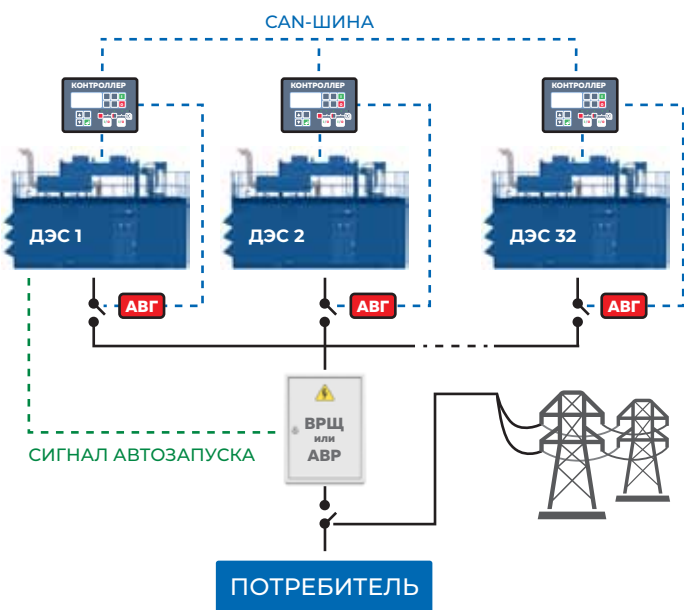 CAN-ШИНА
КОНТРОЛЛЕР
КОНТРОЛЛЕР
КОНТРОЛЛЕР
ДЭС 1
ДЭС 2
ДЭС 32
АВГ
АВГ
АВГ
ВРЩ
или
АВР
СИГНАЛ АВТОЗАПУСКА
ПОТРЕБИТЕЛЬ